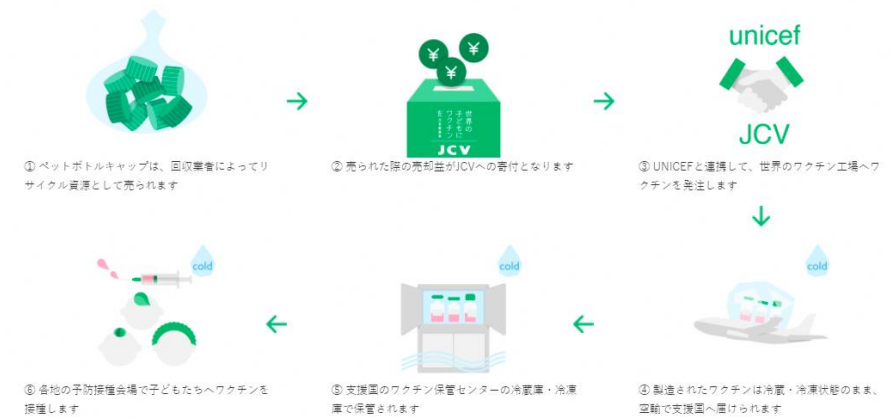 unicef
JCV
世界の
子どもに
ワクチンを
JCV
① ペットボトルキャップは、回収業者によってリ
サイクル資源として売られます
② 売られた際の売却益がJCVへの寄付となります
③ UNICEFと連携して、世界のワクチン工場へワ
クチンを発注します
cold
cold
cold
④ 製造されたワクチンは冷蔵・冷凍状態のまま、
空輸で支援国へ届けられます
⑤ 支援国のワクチン保管センターの冷蔵庫・冷凍
庫で保管されます
⑥ 各地の予防接種会場で子どもたちへワクチンを
接種します